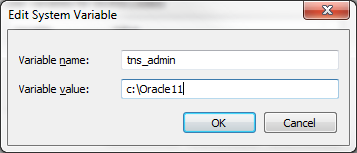 Edit System Variable
Variable name: tns_admin
Variable value: c:\Oracle11
OK Cancel